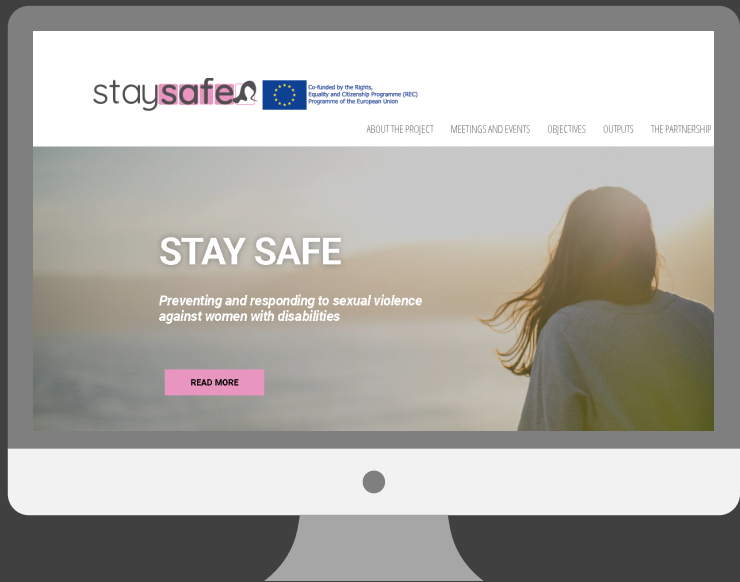 staysafe
Co-funded by the Rights,
Equality and Citizenship Programme (REC)
Programme of the European Union
ABOUT THE PROJECT MEETINGS AND EVENTS OBJECTIVES OUTPUTS THE PARTNERSHIP
STAY SAFE
Preventing and responding to sexual violence
against women with disabilities
READ MORE